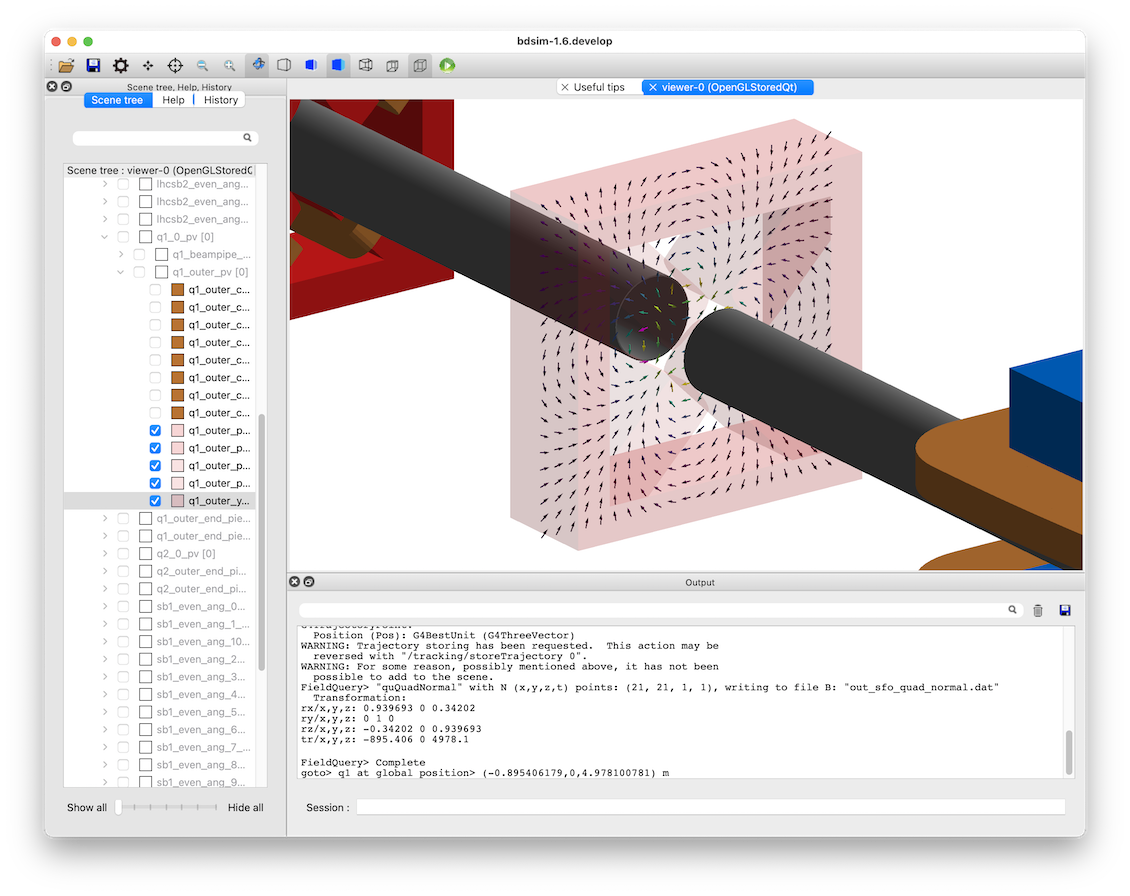 bdsim-1.6.develop
Scene tree, Help, History
Scene tree Help History
Useful tips
viewer-0 (OpenGLStoredQt)
Scene tree : viewer-0 (OpenGLStoredQ
lhcsb2_even_ang...
lhcsb2_even_ang...
lhcsb2_even_ang...
q1_0_pv [0]
q1_beampipe_...
q1_outer_pv [0]
q1_outer_c...
q1_outer_c...
q1_outer_c...
q1_outer_c...
q1_outer_c...
q1_outer_c...
q1_outer_c...
q1_outer_c...
q1_outer_p...
q1_outer_p...
q1_outer_p...
q1_outer_p...
q1_outer_y...
q1_outer_end_pie...
q1_outer_end_pie...
q2_0_pv [0]
q2_outer_end_pi...
q2_outer_end_pi...
sb1_even_ang_0...
sb1_even_ang_1_...
sb1_even_ang_10...
sb1_even_ang_2...
sb1_even_ang_3...
sb1_even_ang_4...
sb1_even_ang_5...
sb1_even_ang_6...
sb1_even_ang_7_...
sb1_even_ang_8...
sb1_even_ang_9...
Show all Hide all
Output
Position (Pos): G4BestUnit (G4ThreeVector)
WARNING: Trajectory storing has been requested. This action may be
reversed with "/tracking/storeTrajectory 0".
WARNING: For some reason, possibly mentioned above, it has not been
possible to add to the scene.
FieldQuery> "quQuadNormal" with N (x,y,z,t) points: (21, 21, 1, 1), writing to file B: "out_sfo_quad_normal.dat"
Transformation:
rx/x,y,z: 0.939693 0 0.34202
ry/x,y,z: 0 1 0
rz/x,y,z: -0.34202 0 0.939693
tr/x,y,z: -895.406 0 4978.1
FieldQuery> Complete
goto> q1 at global position> (-0.895406179,0,4.978100781) m
Session :